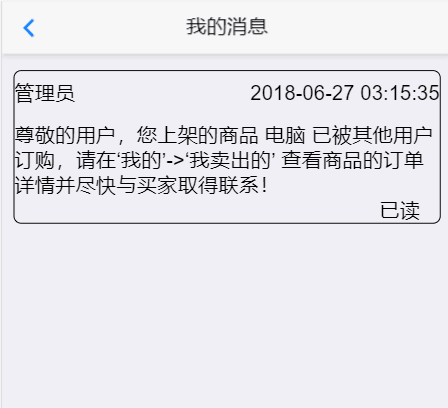 我的消息
管理员 2018-06-27 03:15:35
尊敬的用户，您上架的商品 电脑 已被其他用户
订购，请在‘我的’->‘我卖出的’ 查看商品的订单
详情并尽快与买家取得联系！
已读